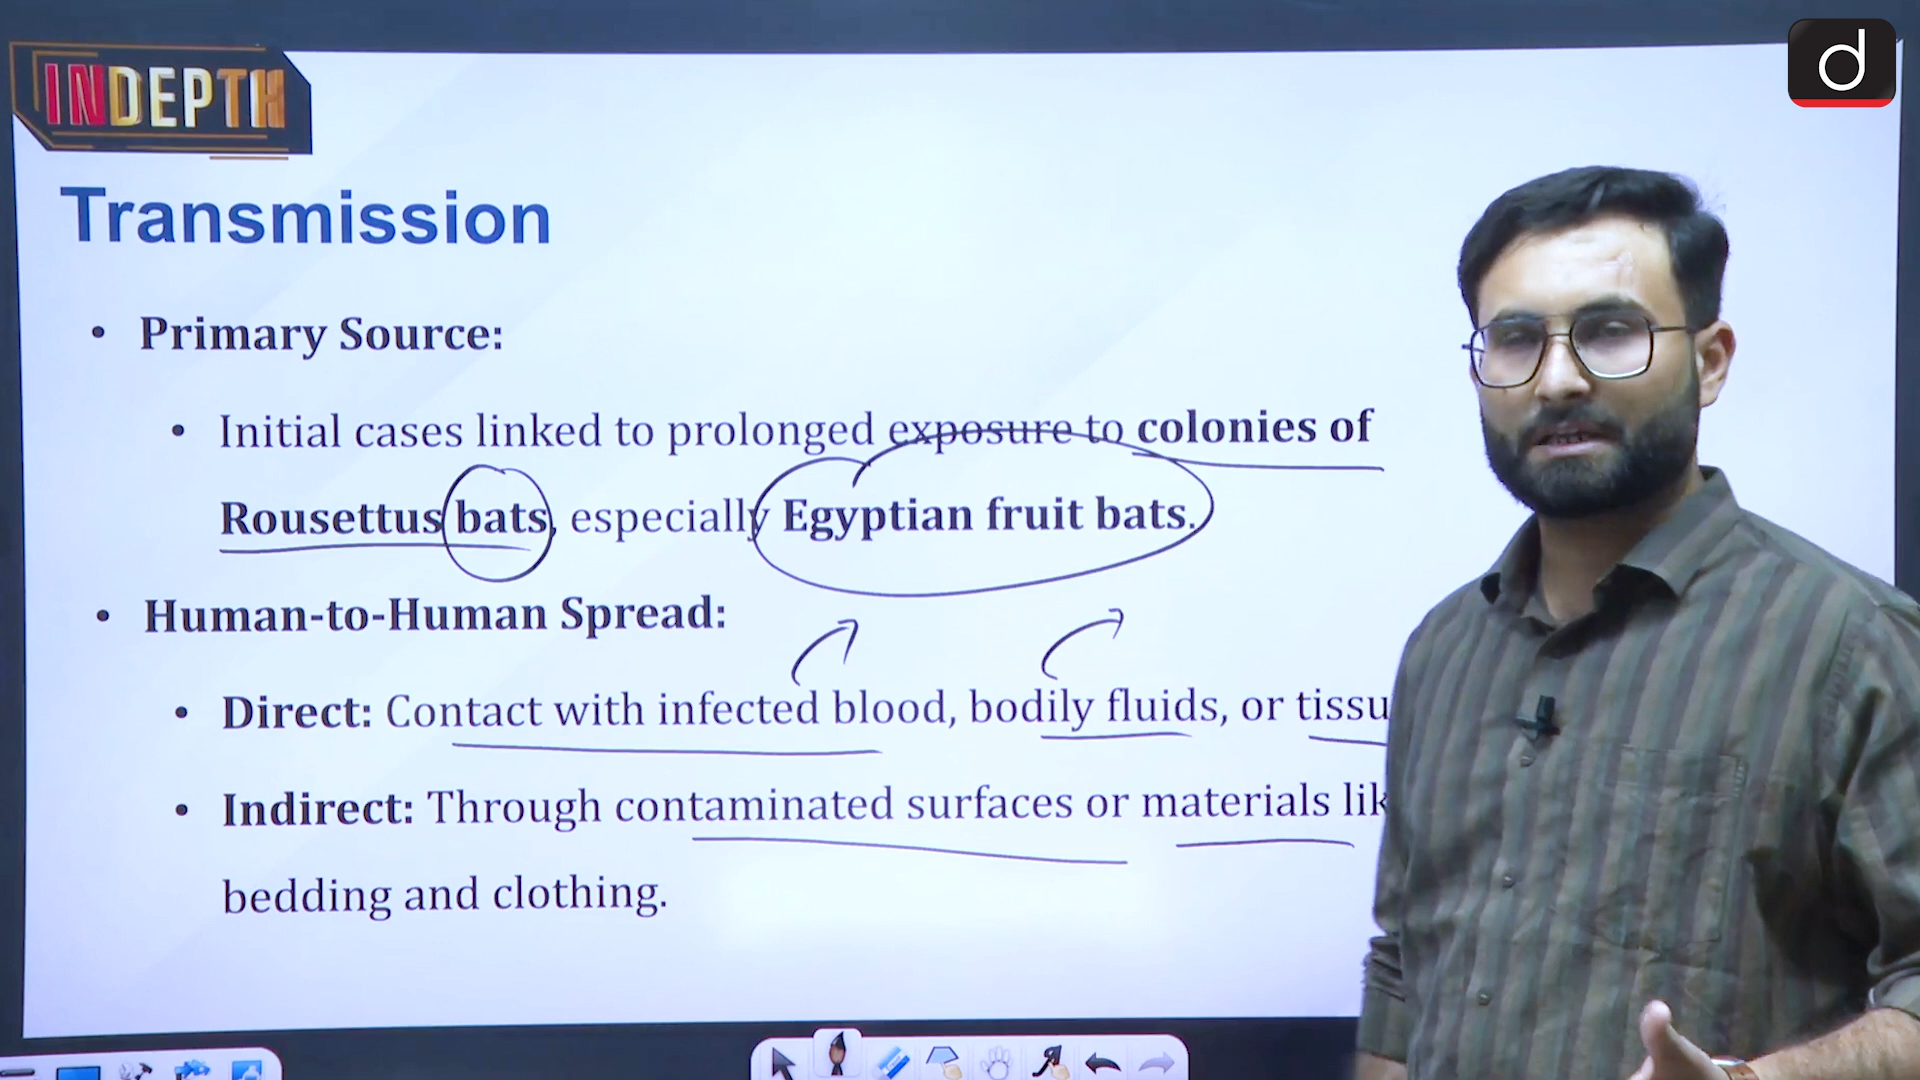 INDEPTH
d
Transmission
• Primary Source:
• Initial cases linked to prolonged exposure to colonies of
Rousettus bats, especially Egyptian fruit bats.
• Human-to-Human Spread:
• Direct: Contact with infected blood, bodily fluids, or tissu
• Indirect: Through contaminated surfaces or materials lik
bedding and clothing.